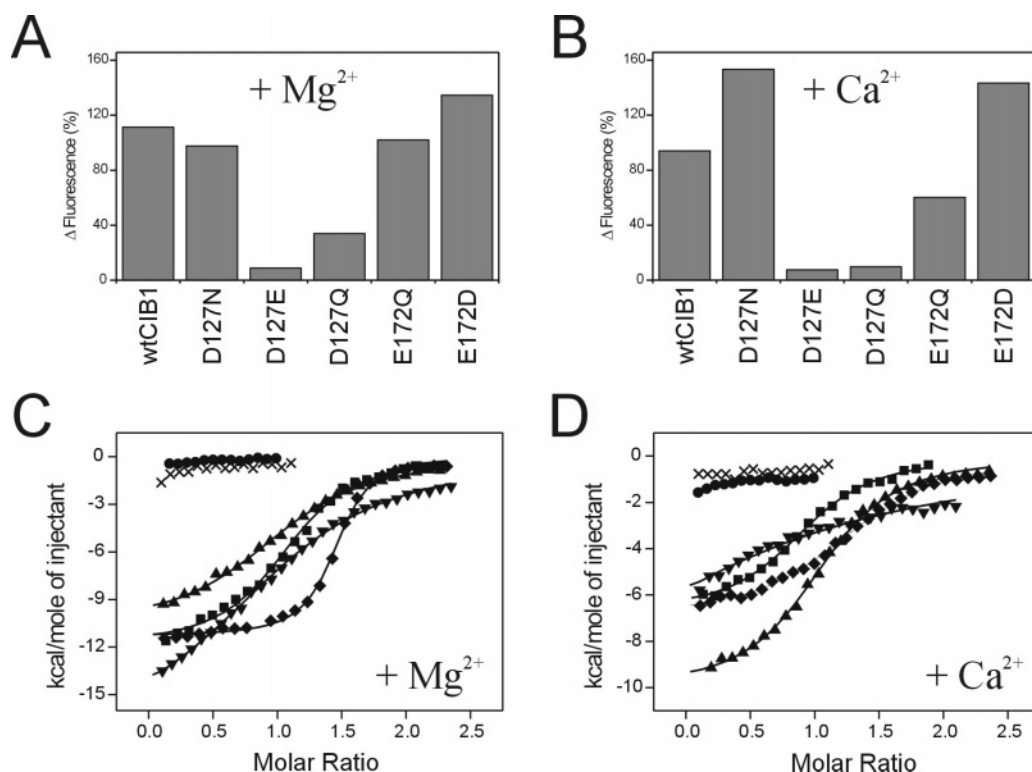 A
+ Mg2+
Δ Fluorescence (%)
160
120
80
40
0
wtCIB1
D127N
D127E
D127Q
E172Q
E172D
B
+ Ca2+
Δ Fluorescence (%)
160
120
80
40
0
wtCIB1
D127N
D127E
D127Q
E172Q
E172D
C
kcal/mole of injectant
0
-3
-6
-9
-12
-15
+ Mg2+
0.0 0.5 1.0 1.5 2.0 2.5
Molar Ratio
D
kcal/mole of injectant
0
-2
-4
-6
-8
-10
+ Ca2+
0.0 0.5 1.0 1.5 2.0 2.5
Molar Ratio